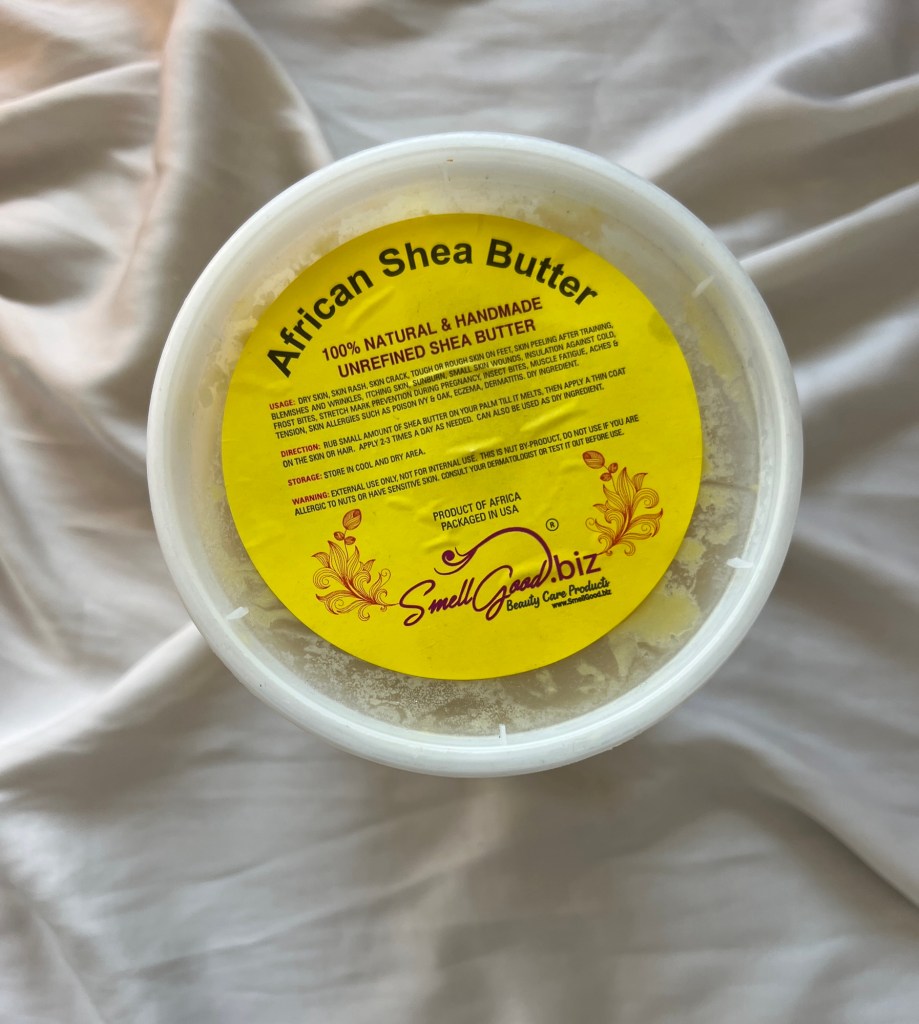 African Shea Butter
100% NATURAL & HANDMADE
UNREFINED SHEA BUTTER
USAGE: DRY SKIN, SKIN RASH, SKIN CRACK, TOUGH OR ROUGH SKIN ON FEET, SKIN PEELING AFTER TRAINING,
BLEMISHES AND WRINKLES, ITCHING SKIN, SUNBURN, SMALL SKIN WOUNDS, INSULATION AGAINST COLD,
FROST BITES, STRETCH MARK PREVENTION DURING PREGNANCY, INSECT BITES, MUSCLE FATIGUE, ACHES &
TENSION, SKIN ALLERGIES SUCH AS POISON IVY & OAK, ECZEMA, DERMATITIS. DIY INGREDIENT.
DIRECTION: RUB SMALL AMOUNT OF SHEA BUTTER ON YOUR PALM TILL IT MELTS, THEN APPLY A THIN COAT
ON THE SKIN OR HAIR. APPLY 2-3 TIMES A DAY AS NEEDED. CAN ALSO BE USED AS DIY INGREDIENT.
STORAGE: STORE IN COOL AND DRY AREA.
WARNING: EXTERNAL USE ONLY, NOT FOR INTERNAL USE. THIS IS NUT BY-PRODUCT, DO NOT USE IF YOU ARE
ALLERGIC TO NUTS OR HAVE SENSITIVE SKIN. CONSULT YOUR DERMATOLOGIST OR TEST IT OUT BEFORE USE.
PRODUCT OF AFRICA
PACKAGED IN USA
SmellGood.biz ®
Beauty Care Products
www.SmellGood.biz